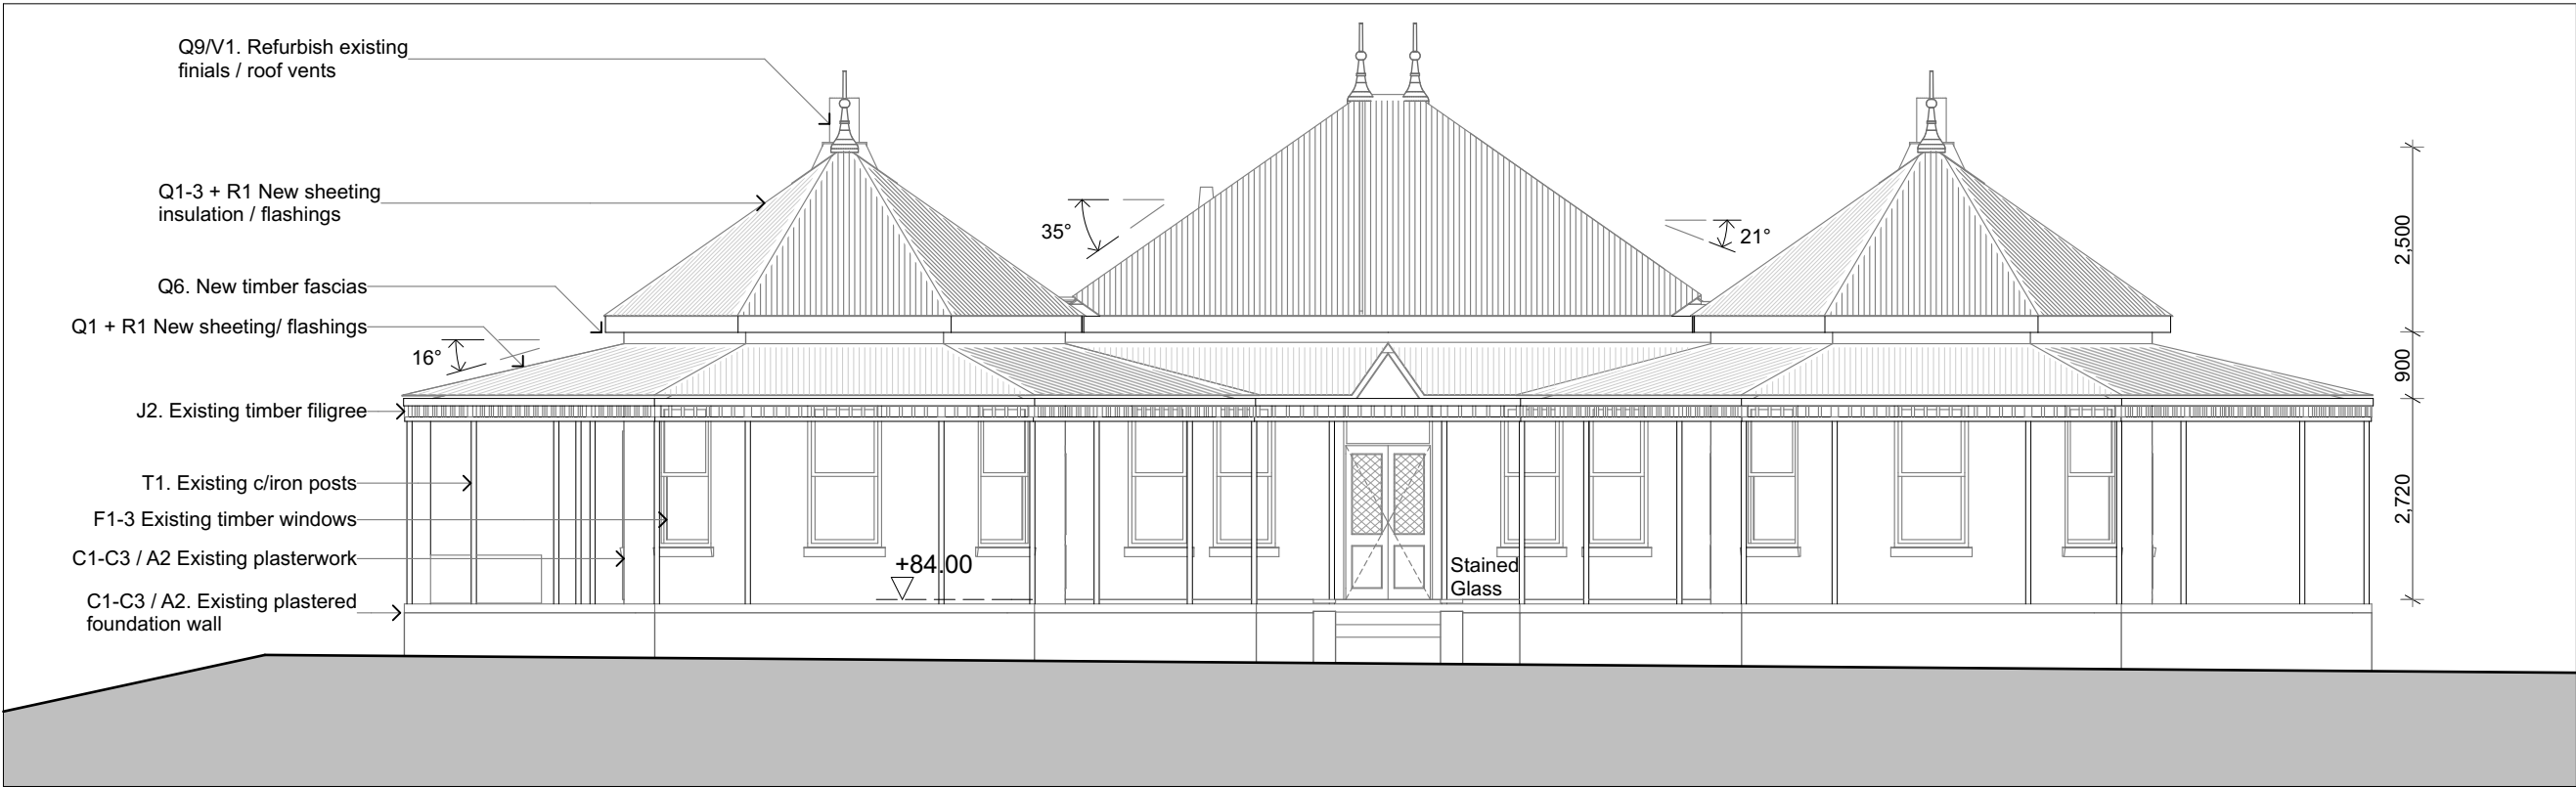 Q9/V1. Refurbish existing
finials / roof vents
Q1-3 + R1 New sheeting
insulation / flashings
35°
21°
2,500
Q6. New timber fascias
Q1 + R1 New sheeting/ flashings
16°
900
J2. Existing timber filigree
T1. Existing c/iron posts
2,720
F1-3 Existing timber windows
C1-C3 / A2 Existing plasterwork
+84.00
Stained
Glass
C1-C3 / A2. Existing plastered
foundation wall